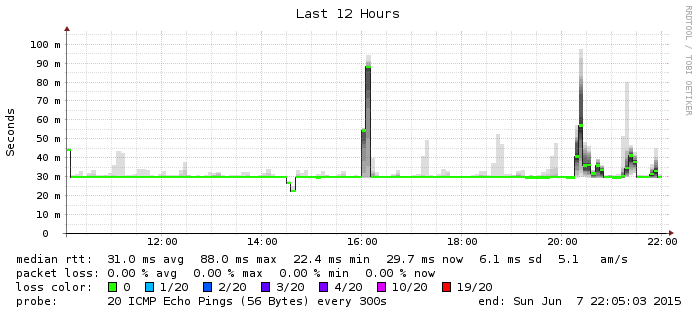 Last 12 Hours
RRDTOOL / TOBI OETIKER
Seconds
100 m
90 m
80 m
70 m
60 m
50 m
40 m
30 m
20 m
10 m
0
12:00 14:00 16:00 18:00 20:00 22:00
median rtt: 31.0 ms avg 88.0 ms max 22.4 ms min 29.7 ms now 6.1 ms sd 5.1 am/s
packet loss: 0.00 % avg 0.00 % max 0.00 % min 0.00 % now
loss color: 0 1/20 2/20 3/20 4/20 10/20 19/20
probe: 20 ICMP Echo Pings (56 Bytes) every 300s end: Sun Jun 7 22:05:03 2015